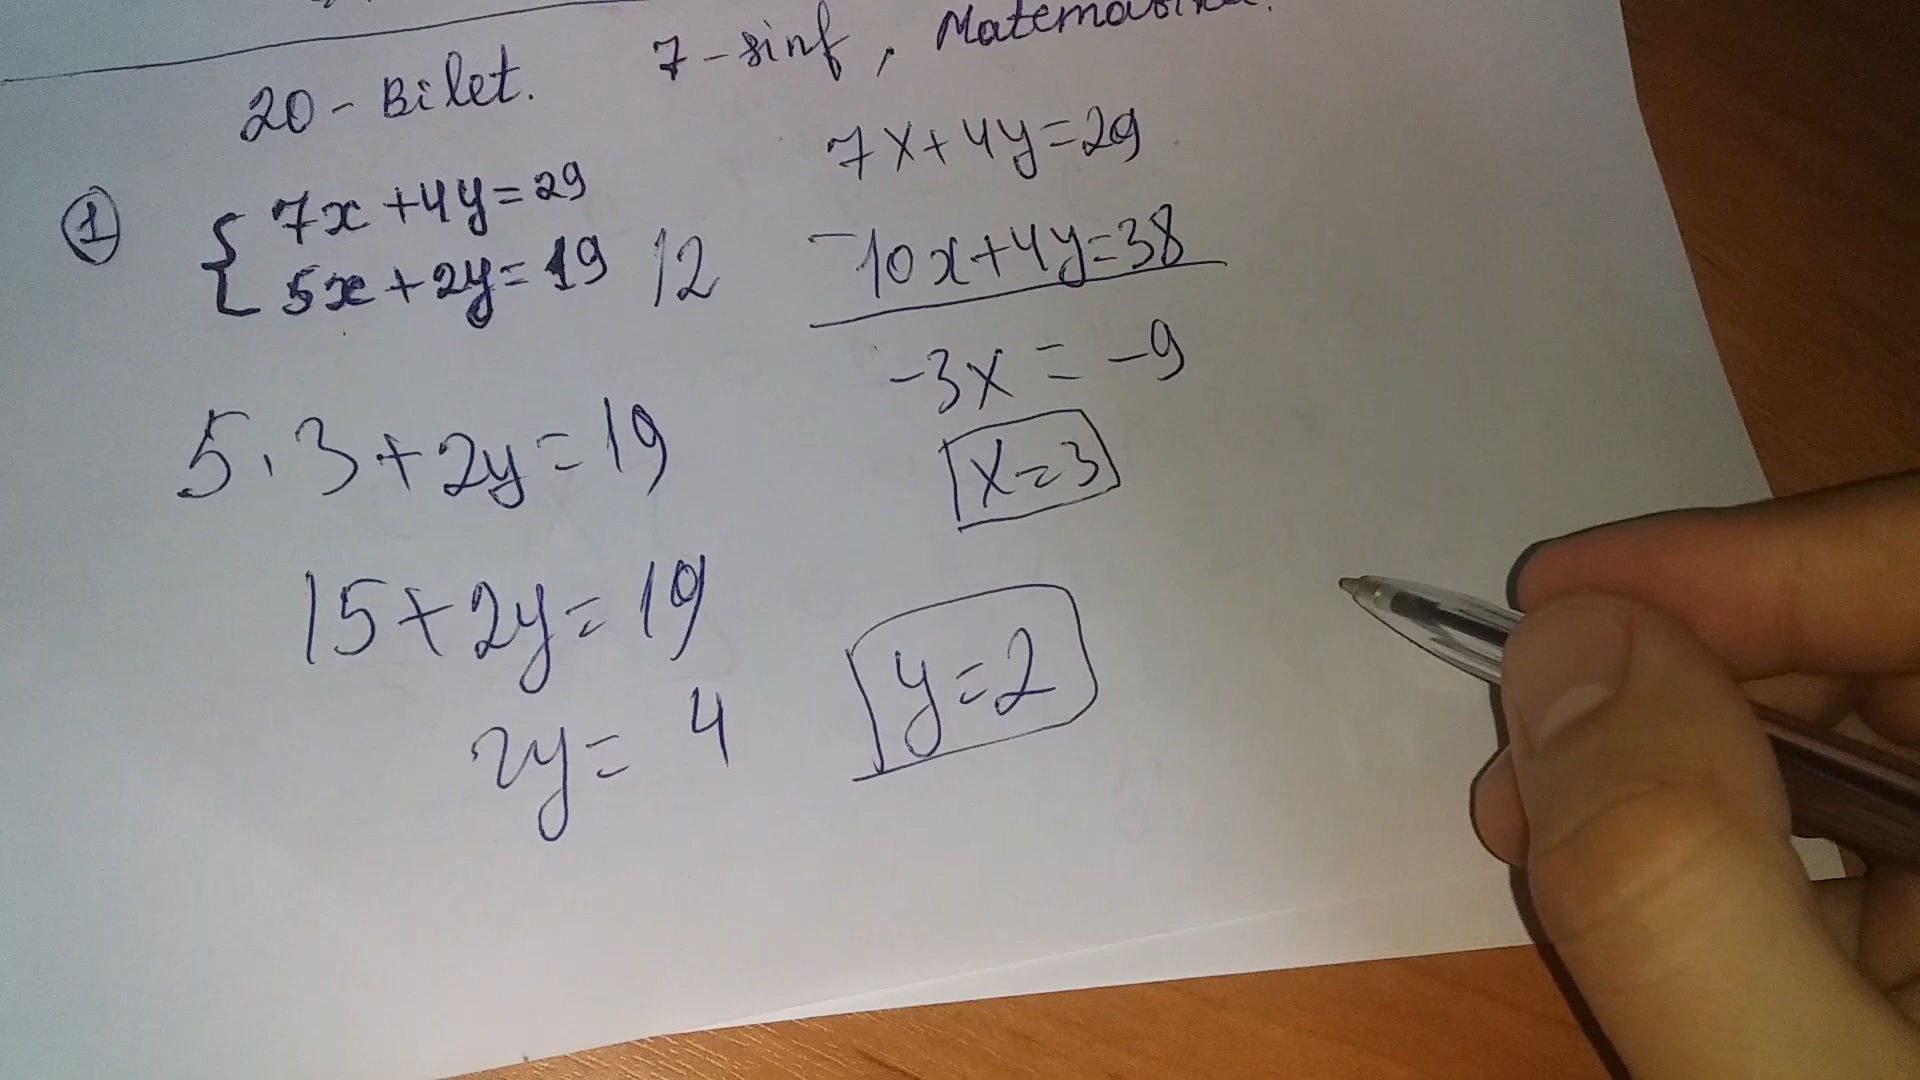 20-Bilet. 7-sinf, Matematika.
① { 7x+4y=29
5x+2y=19 /2
7x+4y=29
-10x+4y=38
-3x=-9
x=3
5·3+2y=19
15+2y=19
2y=4
y=2